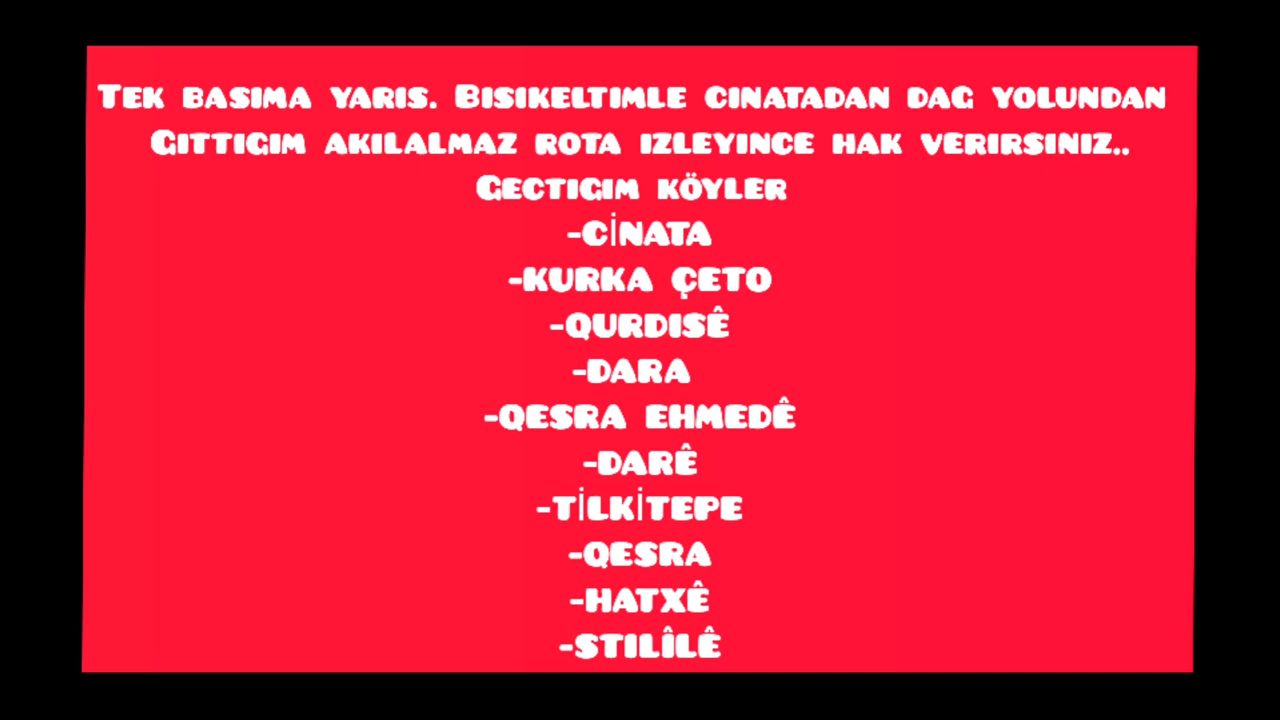 Tek basima yaris. Bisikeltimle cinatadan dag yolundan
Gittigim akilalmaz rota izleyince hak verirsiniz..
Gectigim köyler
-CİNATA
-KURKA ÇETO
-QURDISÊ
-DARA
-QESRA EHMEDÊ
-DARÊ
-TİLKİTEPE
-QESRA
-HATXÊ
-STILÎLÊ